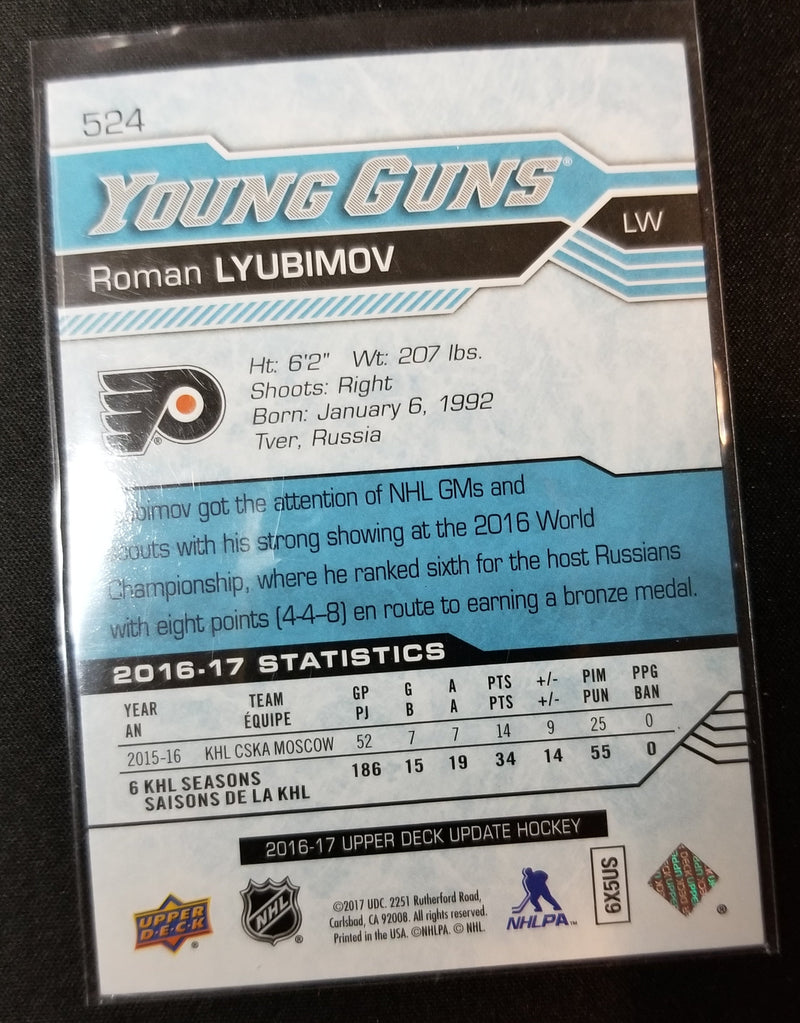 524
YOUNG GUNS®
LW
Roman LYUBIMOV
Ht: 6'2" Wt: 207 lbs.
Shoots: Right
Born: January 6, 1992
Tver, Russia
got the attention of NHL GMs and
with his strong showing at the 2016 World
Championship, where he ranked sixth for the host Russians
with eight points (4-4–8) en route to earning a bronze medal.
2016-17 STATISTICS
YEAR TEAM GP G A PTS +/- PIM PPG
AN ÉQUIPE PJ B A PTS +/- PUN BAN
2015-16 KHL CSKA MOSCOW 52 7 7 14 9 25 0
6 KHL SEASONS 186 15 19 34 14 55 0
SAISONS DE LA KHL
2016-17 UPPER DECK UPDATE HOCKEY
UPPER
DECK®
NHL®
©2017 UDC. 2251 Rutherford Road,
Carlsbad, CA 92008. All rights reserved.
Printed in the USA. ©NHLPA. © NHL.
NHLPA™
6X5US
®